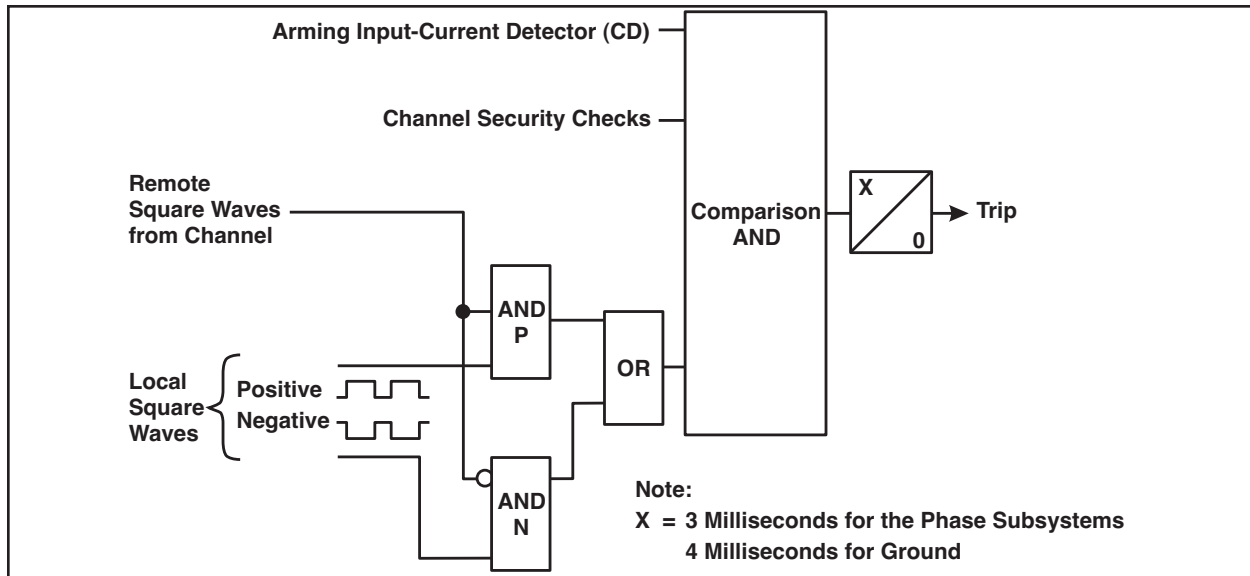 Arming Input-Current Detector (CD)
Channel Security Checks
Remote
Square Waves
from Channel
Comparison
AND
X
0
Trip
AND
P
OR
Local
Square
Waves
Positive
Negative
AND
N
Note:
X = 3 Milliseconds for the Phase Subsystems
4 Milliseconds for Ground